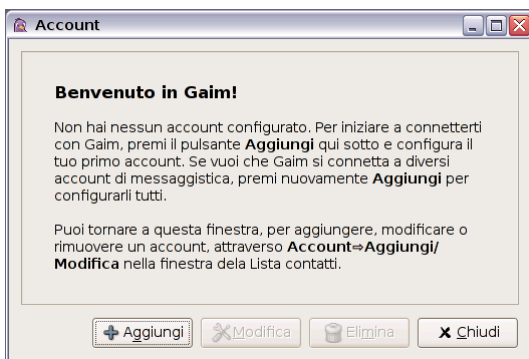 Account
Benvenuto in Gaim!
Non hai nessun account configurato. Per iniziare a connetterti
con Gaim, premi il pulsante Aggiungi qui sotto e configura il
tuo primo account. Se vuoi che Gaim si connetta a diversi
account di messaggistica, premi nuovamente Aggiungi per
configurarli tutti.
Puoi tornare a questa finestra, per aggiungere, modificare o
rimuovere un account, attraverso Account⇨Aggiungi/
Modifica nella finestra dela Lista contatti.
Aggiungi Modifica Elimina Chiudi